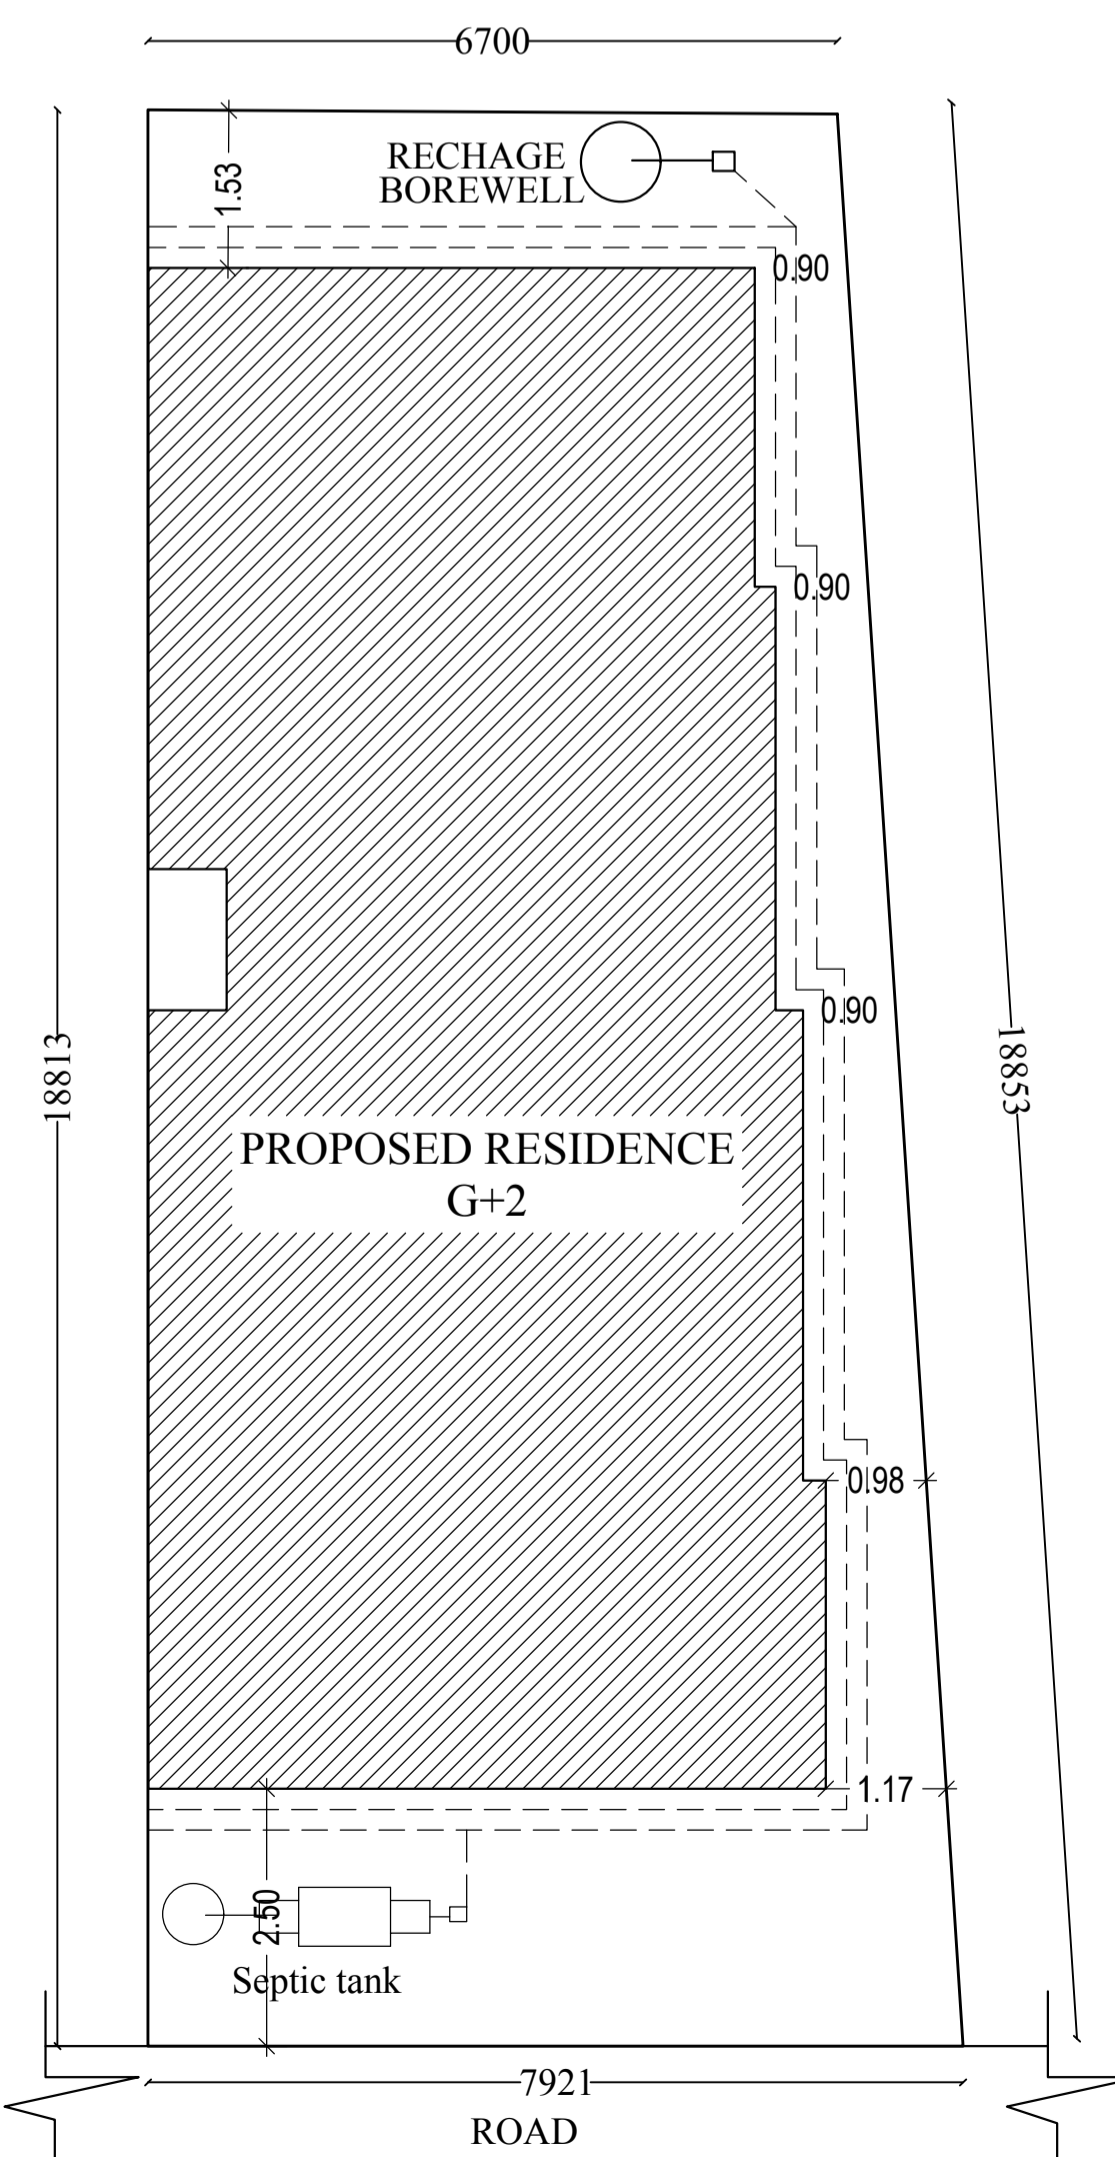 6700
RECHAGE
BOREWELL
1.53
0.90
0.90
0.90
18813
18853
PROPOSED RESIDENCE
G+2
0.98
1.17
2.50
Septic tank
7921
ROAD